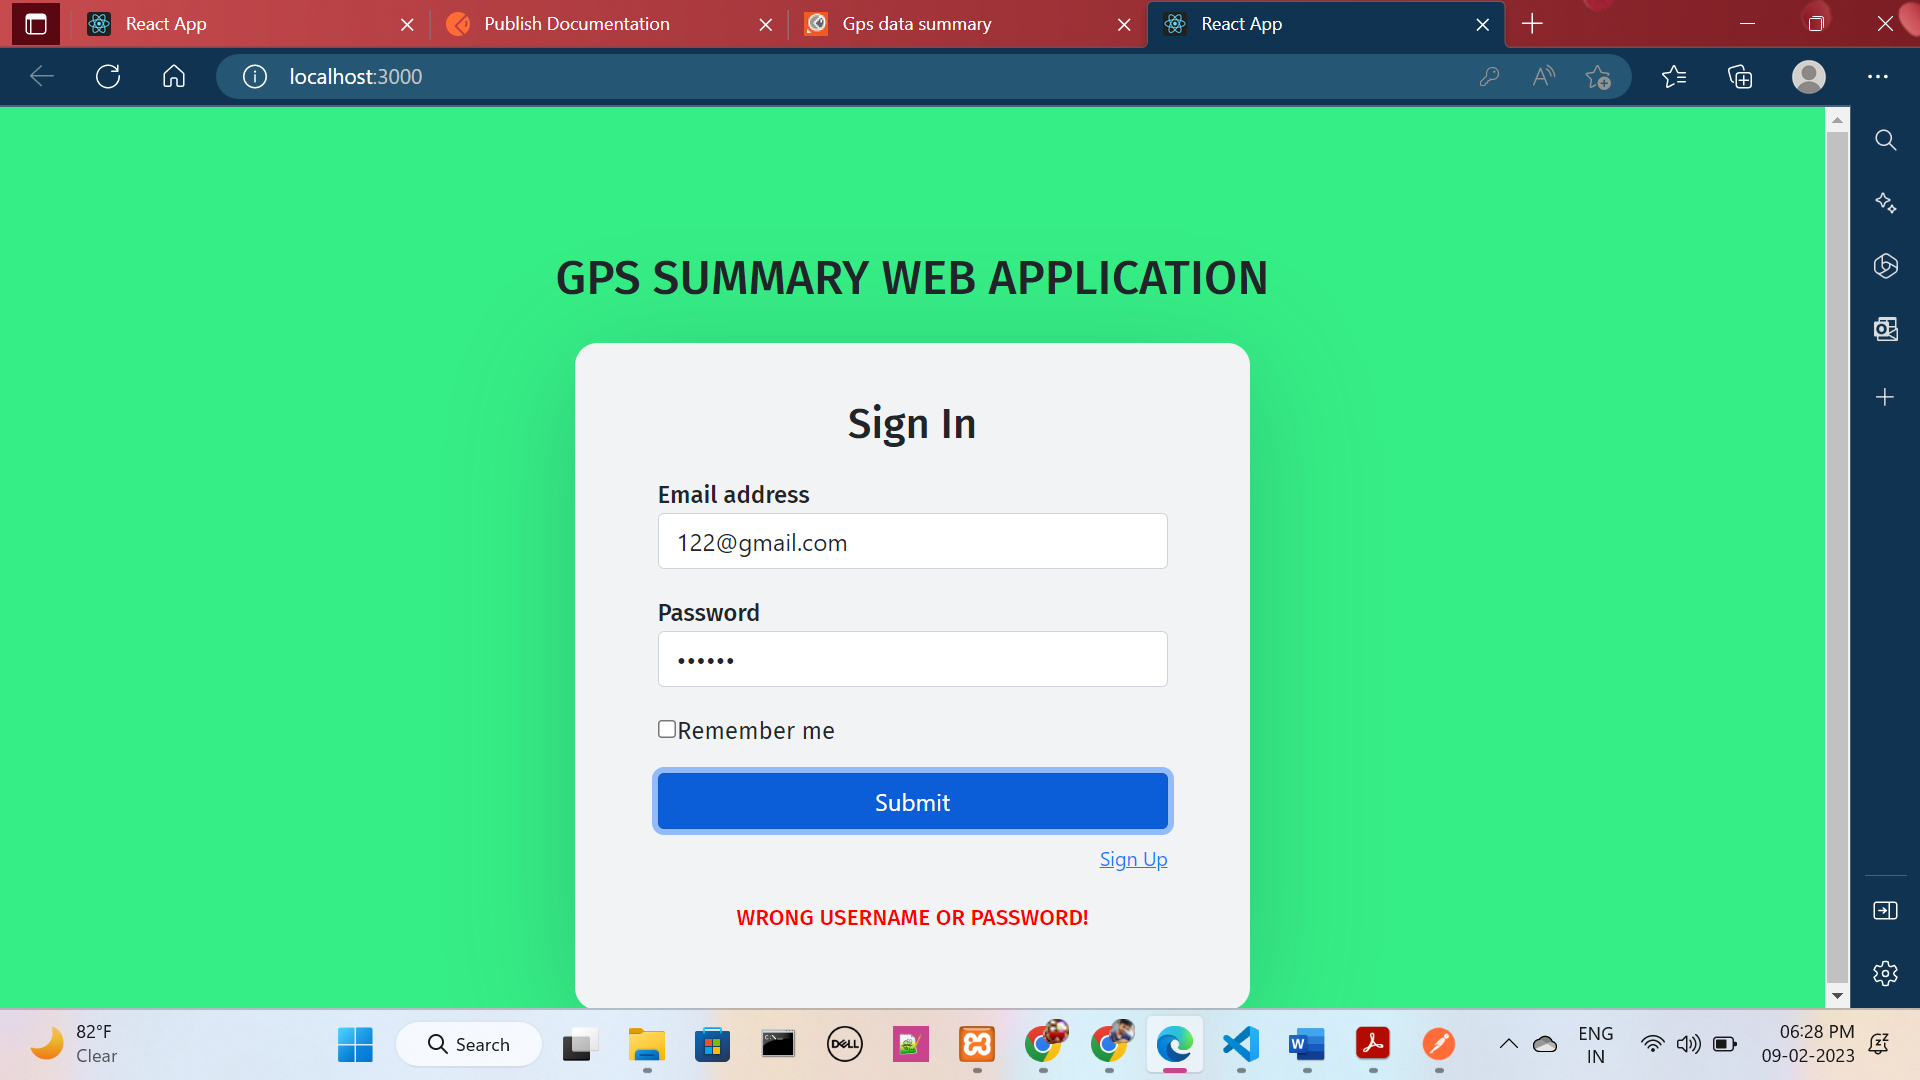 React App
Publish Documentation
Gps data summary
React App
localhost:3000
GPS SUMMARY WEB APPLICATION
Sign In
Email address
122@gmail.com
Password
••••••
Remember me
Submit
Sign Up
WRONG USERNAME OR PASSWORD!
82°F
Clear
Search
DELL
ENG
IN
06:28 PM
09-02-2023